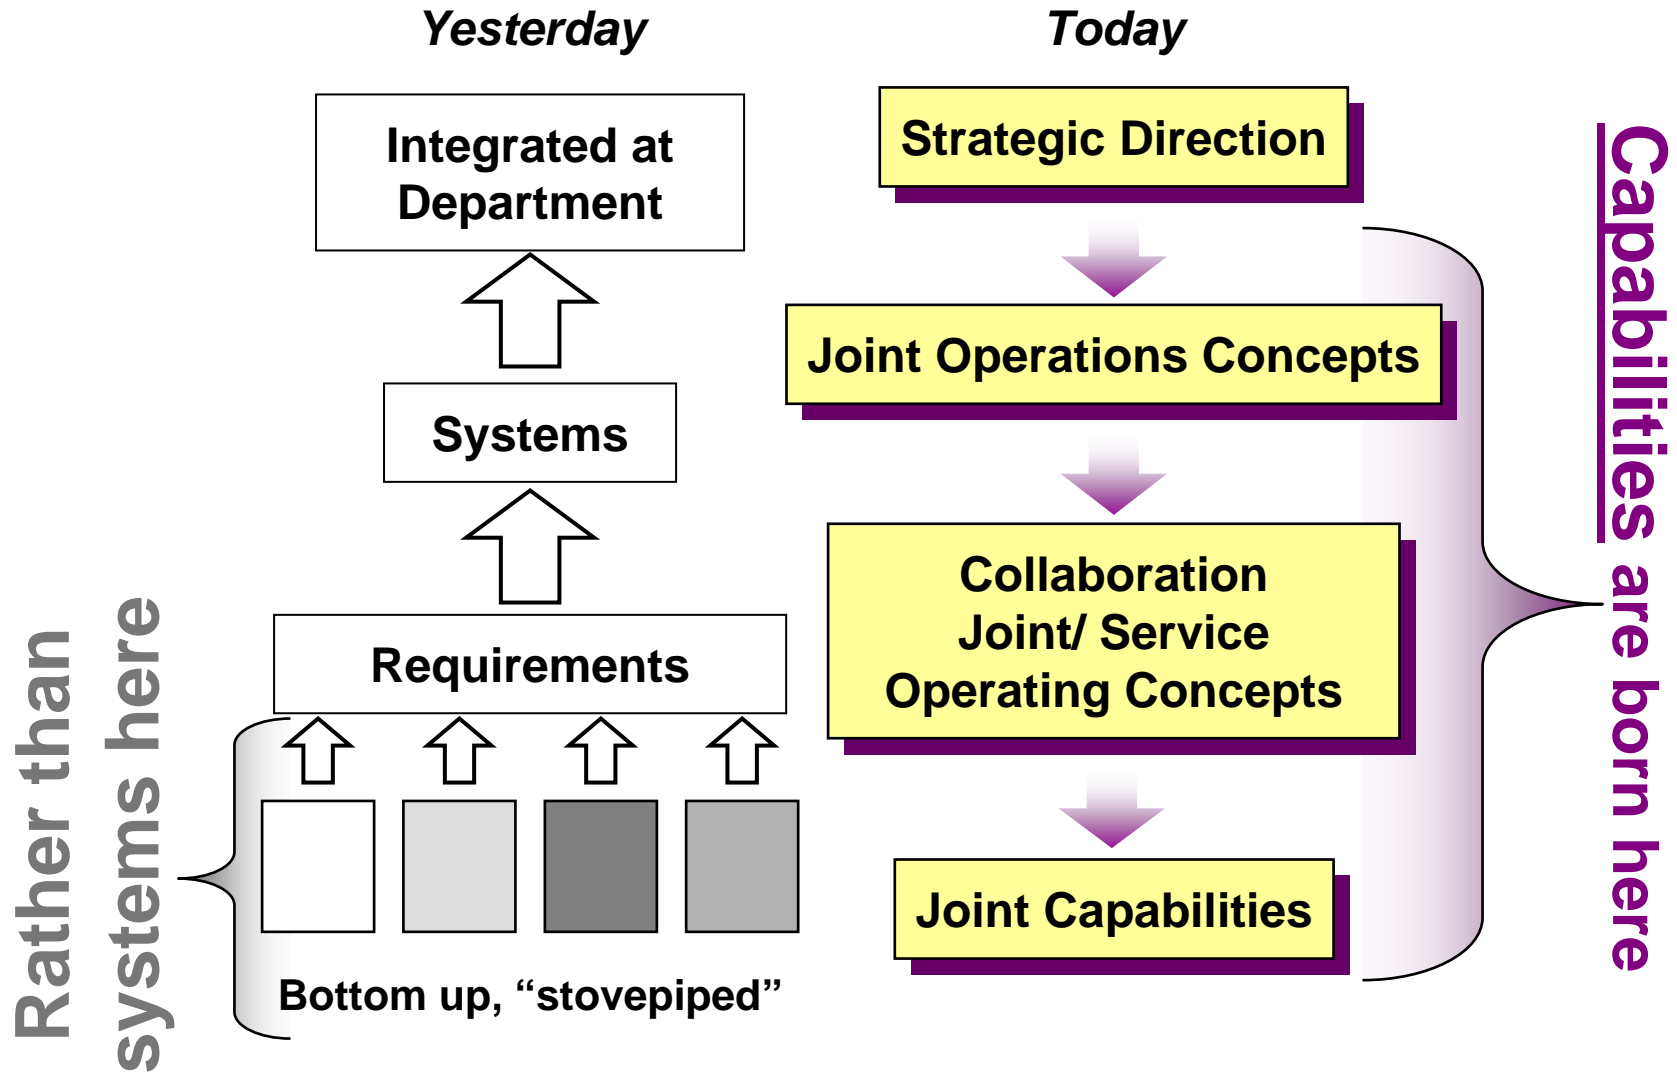 Yesterday
Integrated at
Department
Systems
Requirements
Bottom up, “stovepiped”
Rather than
systems here
Today
Strategic Direction
Joint Operations Concepts
Collaboration
Joint/ Service
Operating Concepts
Joint Capabilities
Capabilities are born here